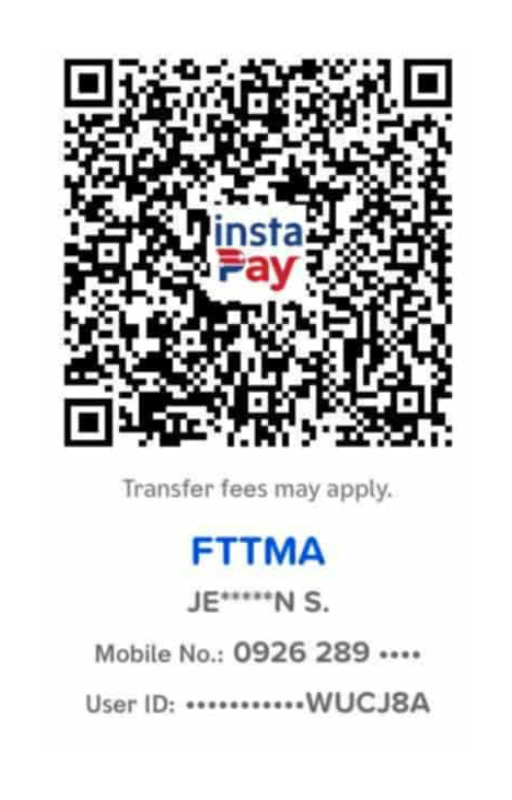 insta
Pay
Transfer fees may apply.
FTTMA
JE*****N S.
Mobile No.: 0926 289 ••••
User ID: •••••••••••WUCJ8A